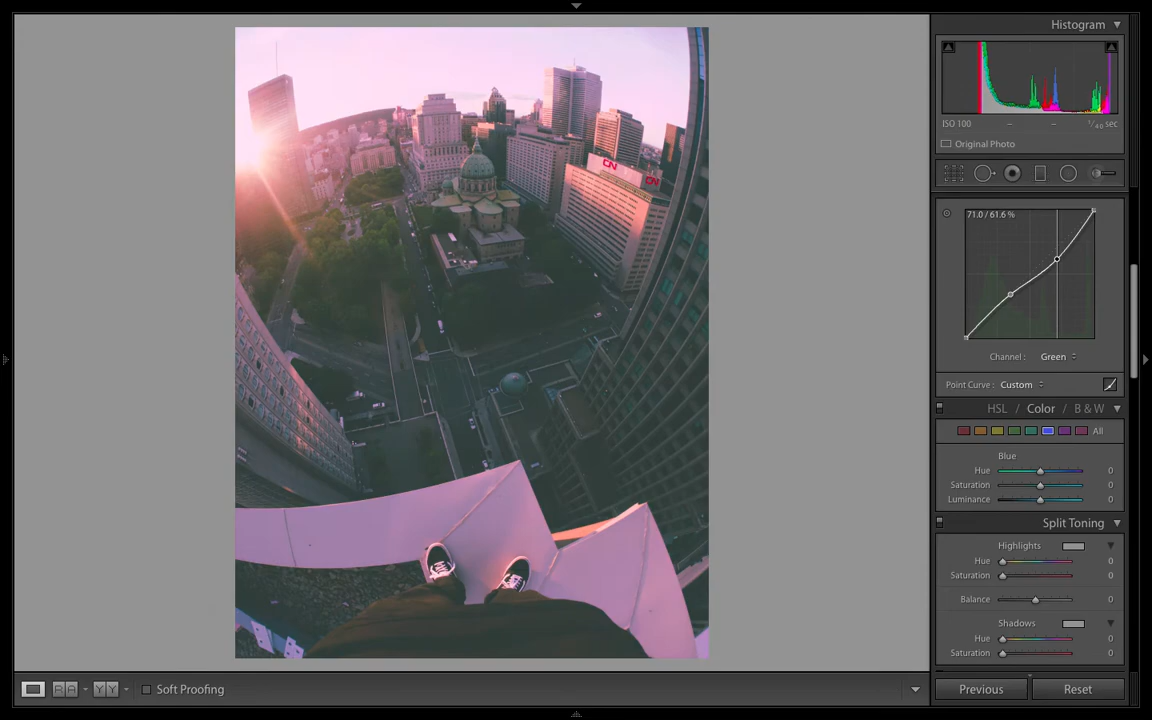 Histogram
ISO 100 – – 1/40 sec
Original Photo
71.0 / 61.6 %
Channel : Green
Point Curve : Custom
HSL / Color / B & W
All
Blue
Hue 0
Saturation 0
Luminance 0
Split Toning
Highlights
Hue 0
Saturation 0
Balance 0
Shadows
Hue 0
Saturation 0
Previous Reset
CN
CN
R A Y Y Soft Proofing